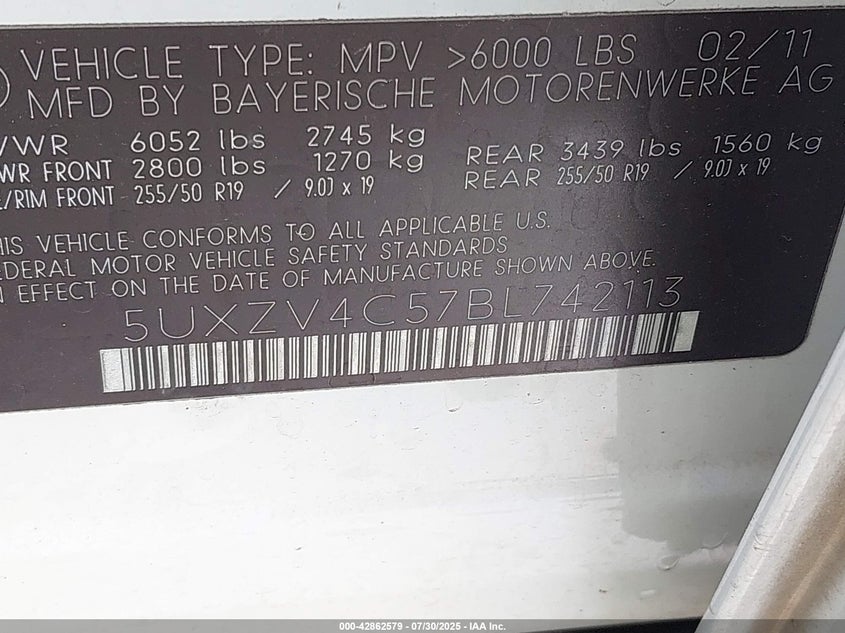 VEHICLE TYPE: MPV >6000 LBS 02/11
MFD BY BAYERISCHE MOTORENWERKE AG
VWR 6052 lbs 2745 kg
WR FRONT 2800 lbs 1270 kg REAR 3439 lbs 1560 kg
E/RIM FRONT 255/50 R19 / 9.0J x 19 REAR 255/50 R19 / 9.0J x 19
HIS VEHICLE CONFORMS TO ALL APPLICABLE U.S.
EDERAL MOTOR VEHICLE SAFETY STANDARDS
N EFFECT ON THE DATE OF MANUFACTURE SHOWN ABOVE.
5UXZV4C57BL742113
000-42862579 - 07/30/2025 - IAA Inc.